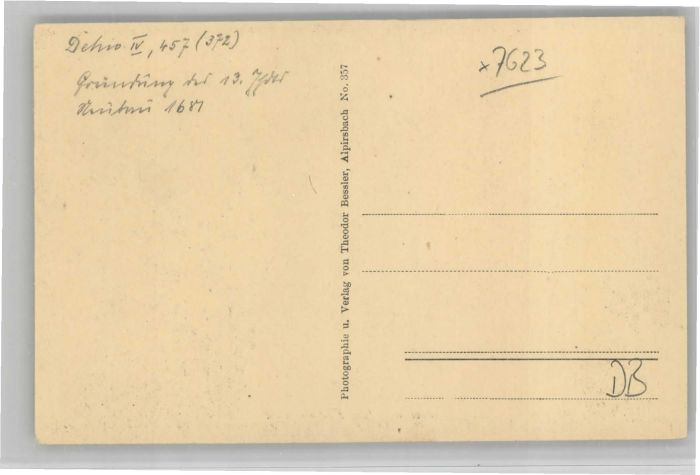 Dehio IV, 457 (372)
Gründung des 13. Jhdts
Neubau 1681
x7623
Photographie u. Verlag von Theodor Bessler, Alpirsbach No. 357
DB